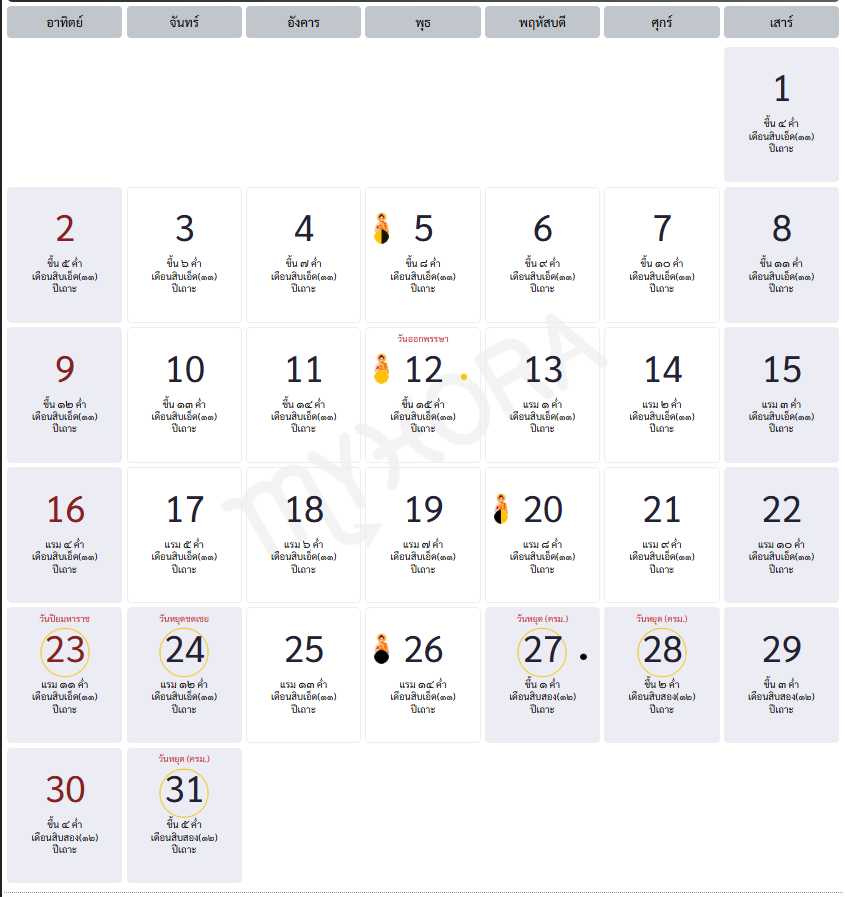 อาทิตย์ จันทร์ อังคาร พุธ พฤหัสบดี ศุกร์ เสาร์
1
ขึ้น ๔ ค่ำ
เดือนสิบเอ็ด(๑๑)
ปีเถาะ
2 3 4 5 6 7 8
ขึ้น ๕ ค่ำ ขึ้น ๖ ค่ำ ขึ้น ๗ ค่ำ ขึ้น ๘ ค่ำ ขึ้น ๙ ค่ำ ขึ้น ๑๐ ค่ำ ขึ้น ๑๑ ค่ำ
เดือนสิบเอ็ด(๑๑) เดือนสิบเอ็ด(๑๑) เดือนสิบเอ็ด(๑๑) เดือนสิบเอ็ด(๑๑) เดือนสิบเอ็ด(๑๑) เดือนสิบเอ็ด(๑๑) เดือนสิบเอ็ด(๑๑)
ปีเถาะ ปีเถาะ ปีเถาะ ปีเถาะ ปีเถาะ ปีเถาะ ปีเถาะ
วันออกพรรษา
9 10 11 12 13 14 15
ขึ้น ๑๒ ค่ำ ขึ้น ๑๓ ค่ำ ขึ้น ๑๔ ค่ำ ขึ้น ๑๕ ค่ำ แรม ๑ ค่ำ แรม ๒ ค่ำ แรม ๓ ค่ำ
เดือนสิบเอ็ด(๑๑) เดือนสิบเอ็ด(๑๑) เดือนสิบเอ็ด(๑๑) เดือนสิบเอ็ด(๑๑) เดือนสิบเอ็ด(๑๑) เดือนสิบเอ็ด(๑๑) เดือนสิบเอ็ด(๑๑)
ปีเถาะ ปีเถาะ ปีเถาะ ปีเถาะ ปีเถาะ ปีเถาะ ปีเถาะ
MYHORA
16 17 18 19 20 21 22
แรม ๔ ค่ำ แรม ๕ ค่ำ แรม ๖ ค่ำ แรม ๗ ค่ำ แรม ๘ ค่ำ แรม ๙ ค่ำ แรม ๑๐ ค่ำ
เดือนสิบเอ็ด(๑๑) เดือนสิบเอ็ด(๑๑) เดือนสิบเอ็ด(๑๑) เดือนสิบเอ็ด(๑๑) เดือนสิบเอ็ด(๑๑) เดือนสิบเอ็ด(๑๑) เดือนสิบเอ็ด(๑๑)
ปีเถาะ ปีเถาะ ปีเถาะ ปีเถาะ ปีเถาะ ปีเถาะ ปีเถาะ
วันปิยมหาราช วันหยุดชดเชย วันหยุด (ครม.) วันหยุด (ครม.)
23 24 25 26 27 28 29
แรม ๑๑ ค่ำ แรม ๑๒ ค่ำ แรม ๑๓ ค่ำ แรม ๑๔ ค่ำ ขึ้น ๑ ค่ำ ขึ้น ๒ ค่ำ ขึ้น ๓ ค่ำ
เดือนสิบเอ็ด(๑๑) เดือนสิบเอ็ด(๑๑) เดือนสิบเอ็ด(๑๑) เดือนสิบเอ็ด(๑๑) เดือนสิบสอง(๑๒) เดือนสิบสอง(๑๒) เดือนสิบสอง(๑๒)
ปีเถาะ ปีเถาะ ปีเถาะ ปีเถาะ ปีเถาะ ปีเถาะ ปีเถาะ
วันหยุด (ครม.)
30 31
ขึ้น ๔ ค่ำ ขึ้น ๕ ค่ำ
เดือนสิบสอง(๑๒) เดือนสิบสอง(๑๒)
ปีเถาะ ปีเถาะ